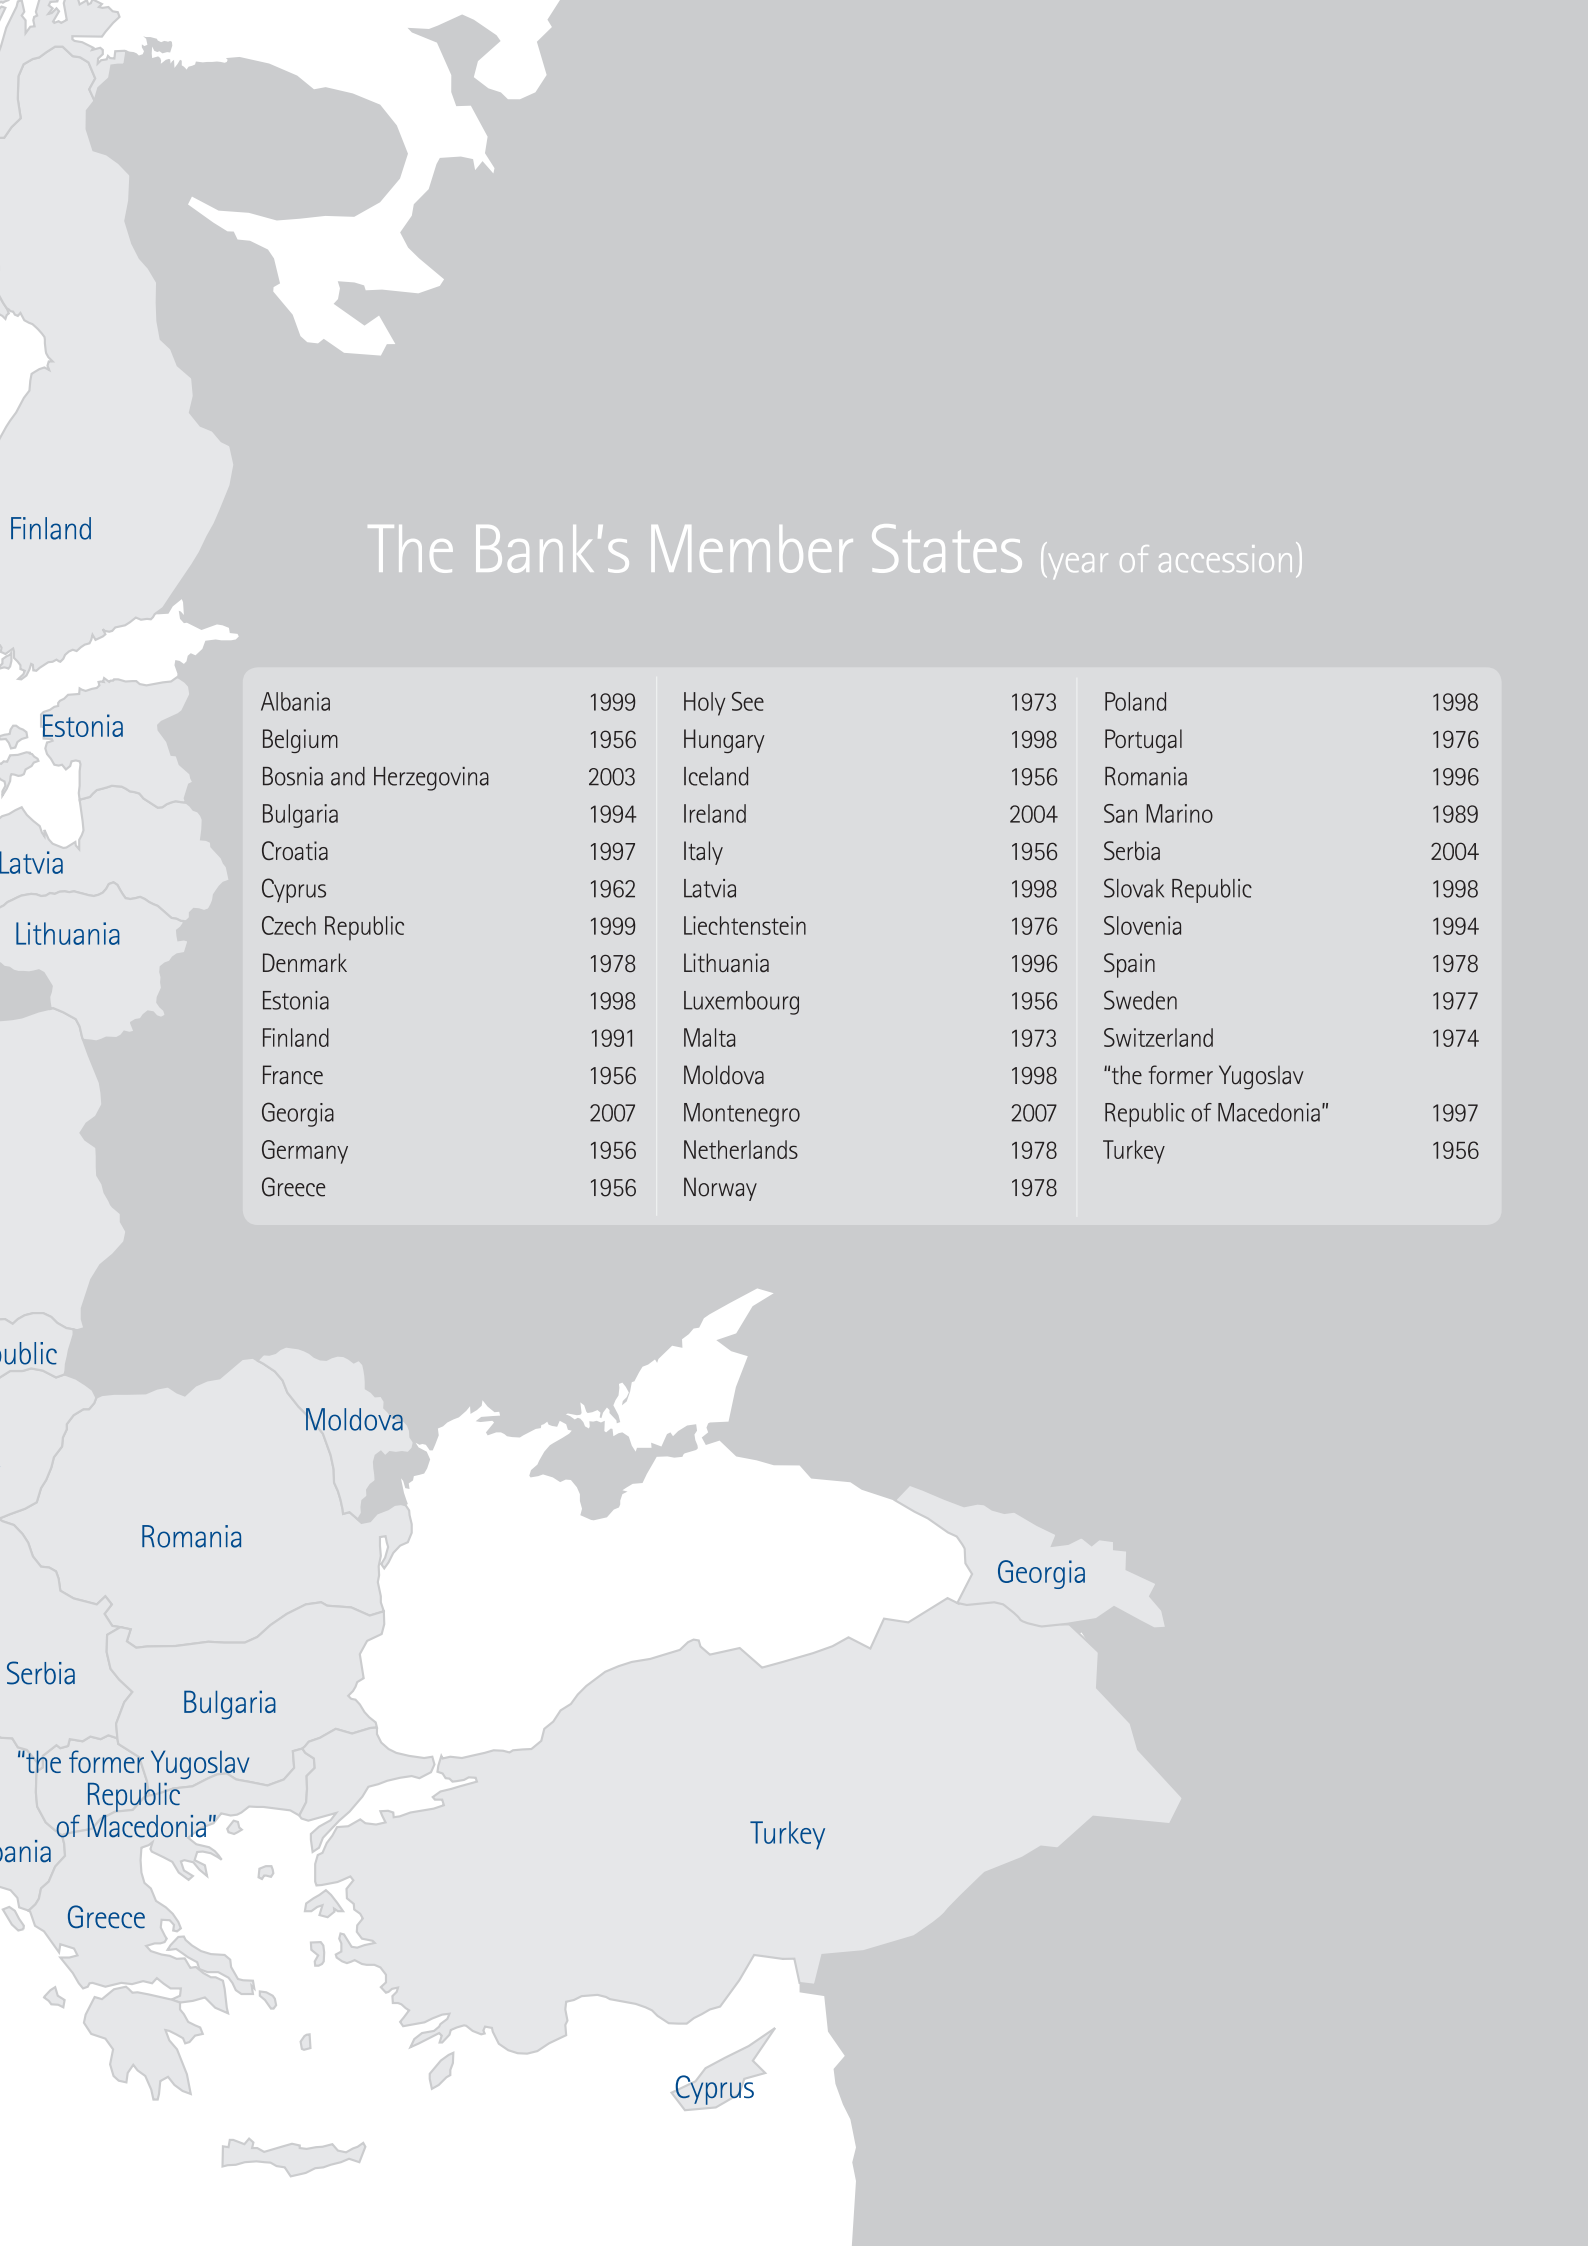 Finland
The Bank’s Member States (year of accession)
Estonia
Latvia
Lithuania
Albania 1999
Belgium 1956
Bosnia and Herzegovina 2003
Bulgaria 1994
Croatia 1997
Cyprus 1962
Czech Republic 1999
Denmark 1978
Estonia 1998
Finland 1991
France 1956
Georgia 2007
Germany 1956
Greece 1956
Holy See 1973
Hungary 1998
Iceland 1956
Ireland 2004
Italy 1956
Latvia 1998
Liechtenstein 1976
Lithuania 1996
Luxembourg 1956
Malta 1973
Moldova 1998
Montenegro 2007
Netherlands 1978
Norway 1978
Poland 1998
Portugal 1976
Romania 1996
San Marino 1989
Serbia 2004
Slovak Republic 1998
Slovenia 1994
Spain 1978
Sweden 1977
Switzerland 1974
“the former Yugoslav
Republic of Macedonia” 1997
Turkey 1956
public
Moldova
Romania
Georgia
Serbia
Bulgaria
“the former Yugoslav
Republic
of Macedonia”
bania
Turkey
Greece
Cyprus